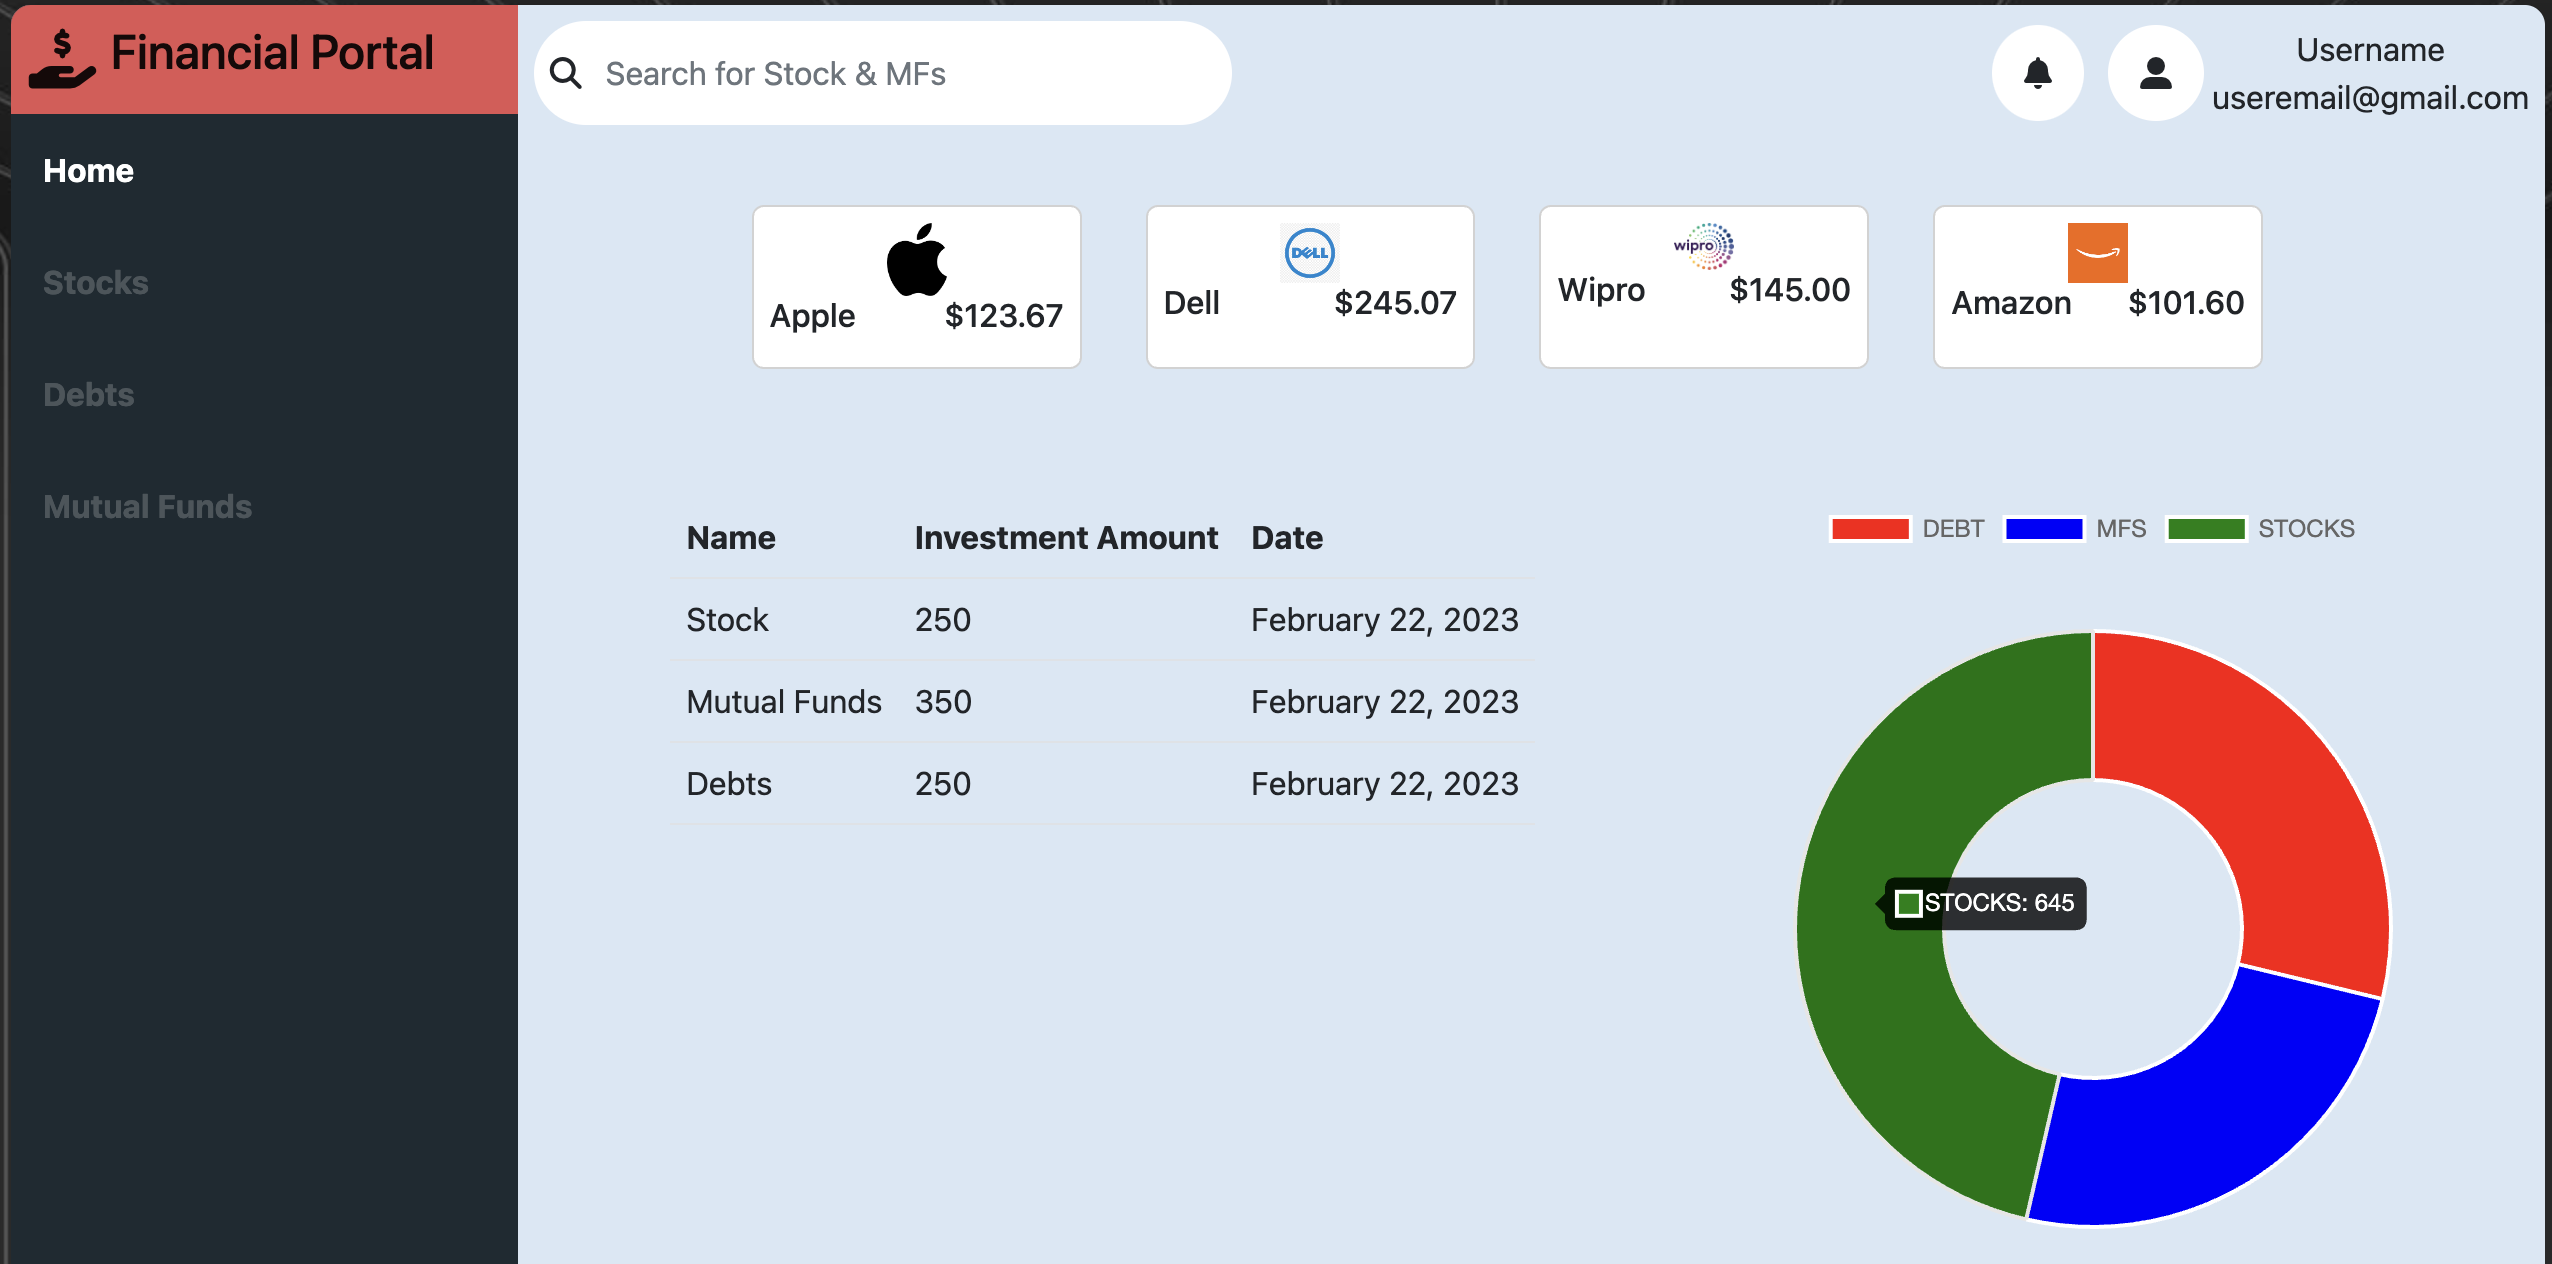 $ Financial Portal
Search for Stock & MFs
Username
useremail@gmail.com
Home
Stocks
Debts
Mutual Funds
Apple $123.67
DELL
Dell $245.07
wipro
Wipro $145.00
Amazon $101.60
Name Investment Amount Date
Stock 250 February 22, 2023
Mutual Funds 350 February 22, 2023
Debts 250 February 22, 2023
DEBT MFS STOCKS
STOCKS: 645